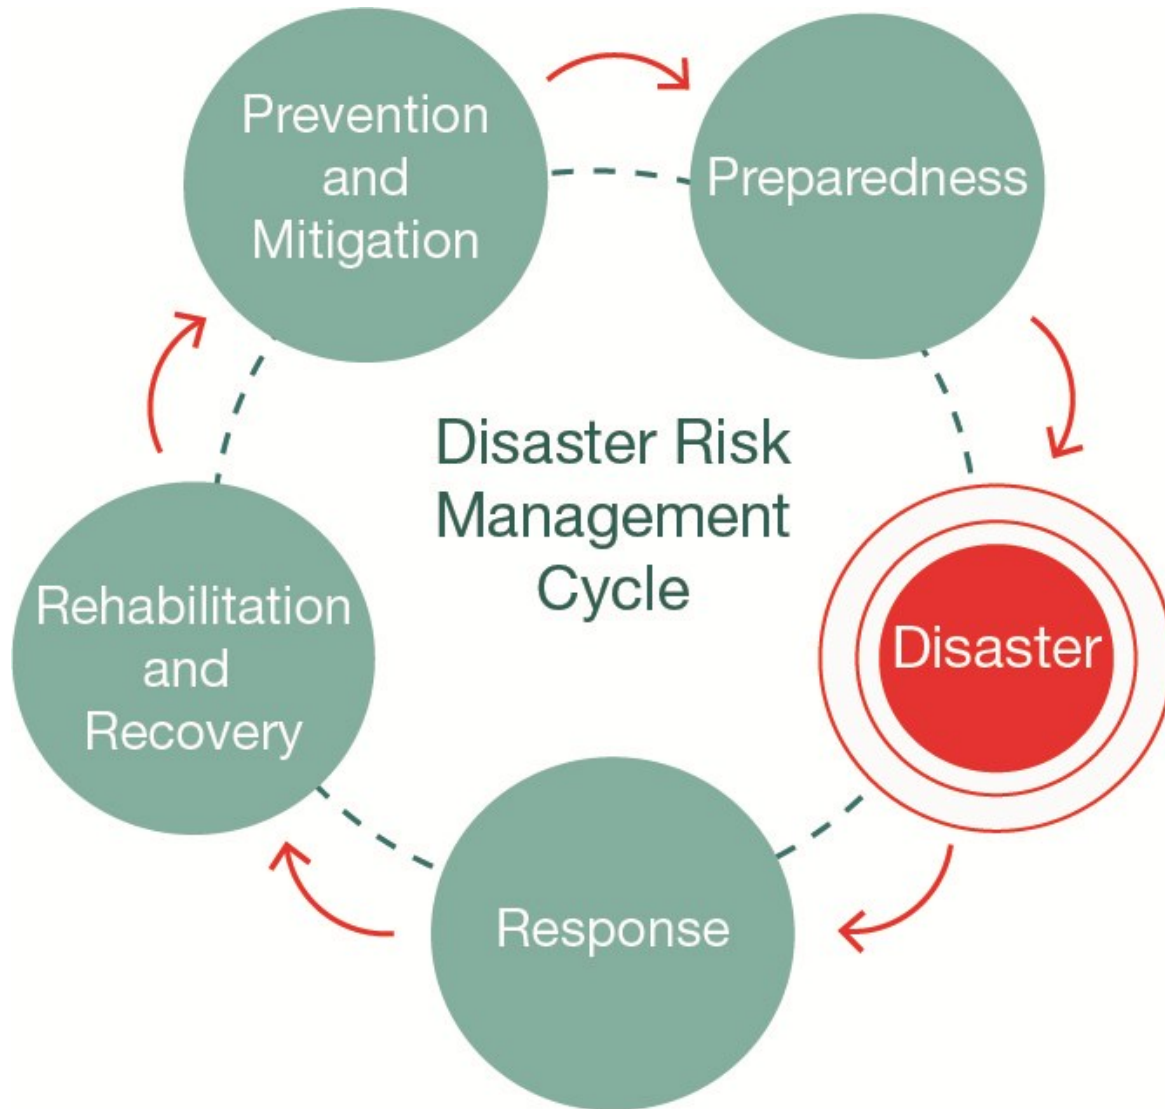 Prevention
and
Mitigation
Preparedness
Disaster Risk
Management
Cycle
Disaster
Response
Rehabilitation
and
Recovery